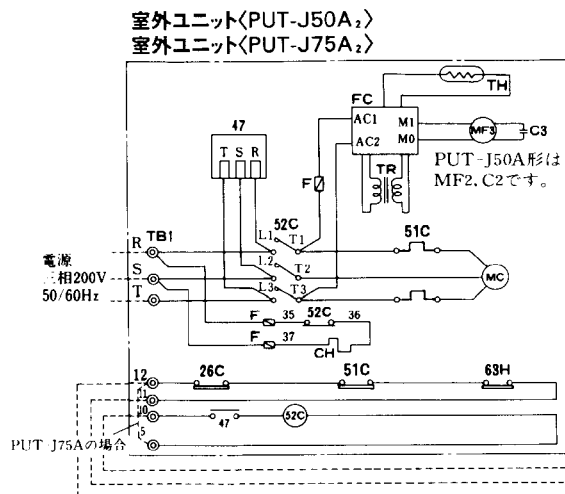 室外ユニット〈PUT-J50A₂〉
室外ユニット〈PUT-J75A₂〉
TH
FC
AC1 M1
AC2 M0
MF3
C3
47
T S R
F
TR
PUT-J50A形は
MF2、C2です。
52C
L1 T1
51C
R TB1
L2 T2
S
MC
L3 T3
T
電源
三相200V
50/60Hz
F 35 52C 36
F 37 CH
12 26C 51C 63H
11
10
47
52C
5
PUT-J75Aの場合